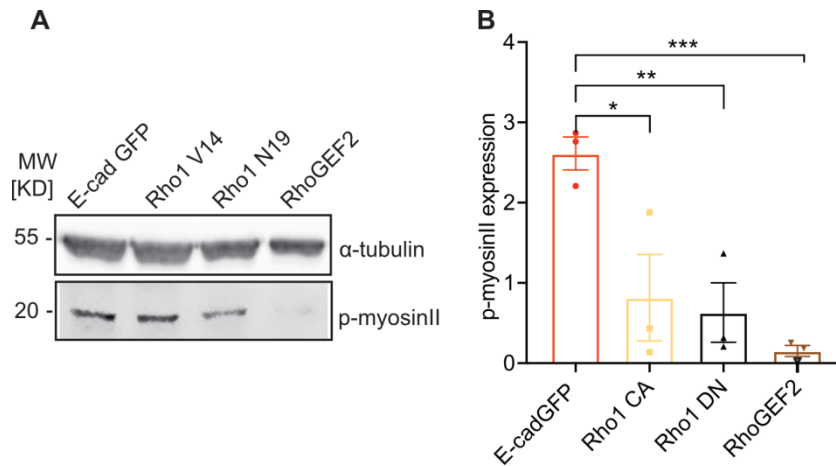 A
MW
[KD]
E-cad GFP
Rho1 V14
Rho1 N19
RhoGEF2
55 -
α-tubulin
20 -
p-myosinII
B
p-myosinII expression
4
3
2
1
0
***
**
*
E-cadGFP
Rho1 CA
Rho1 DN
RhoGEF2